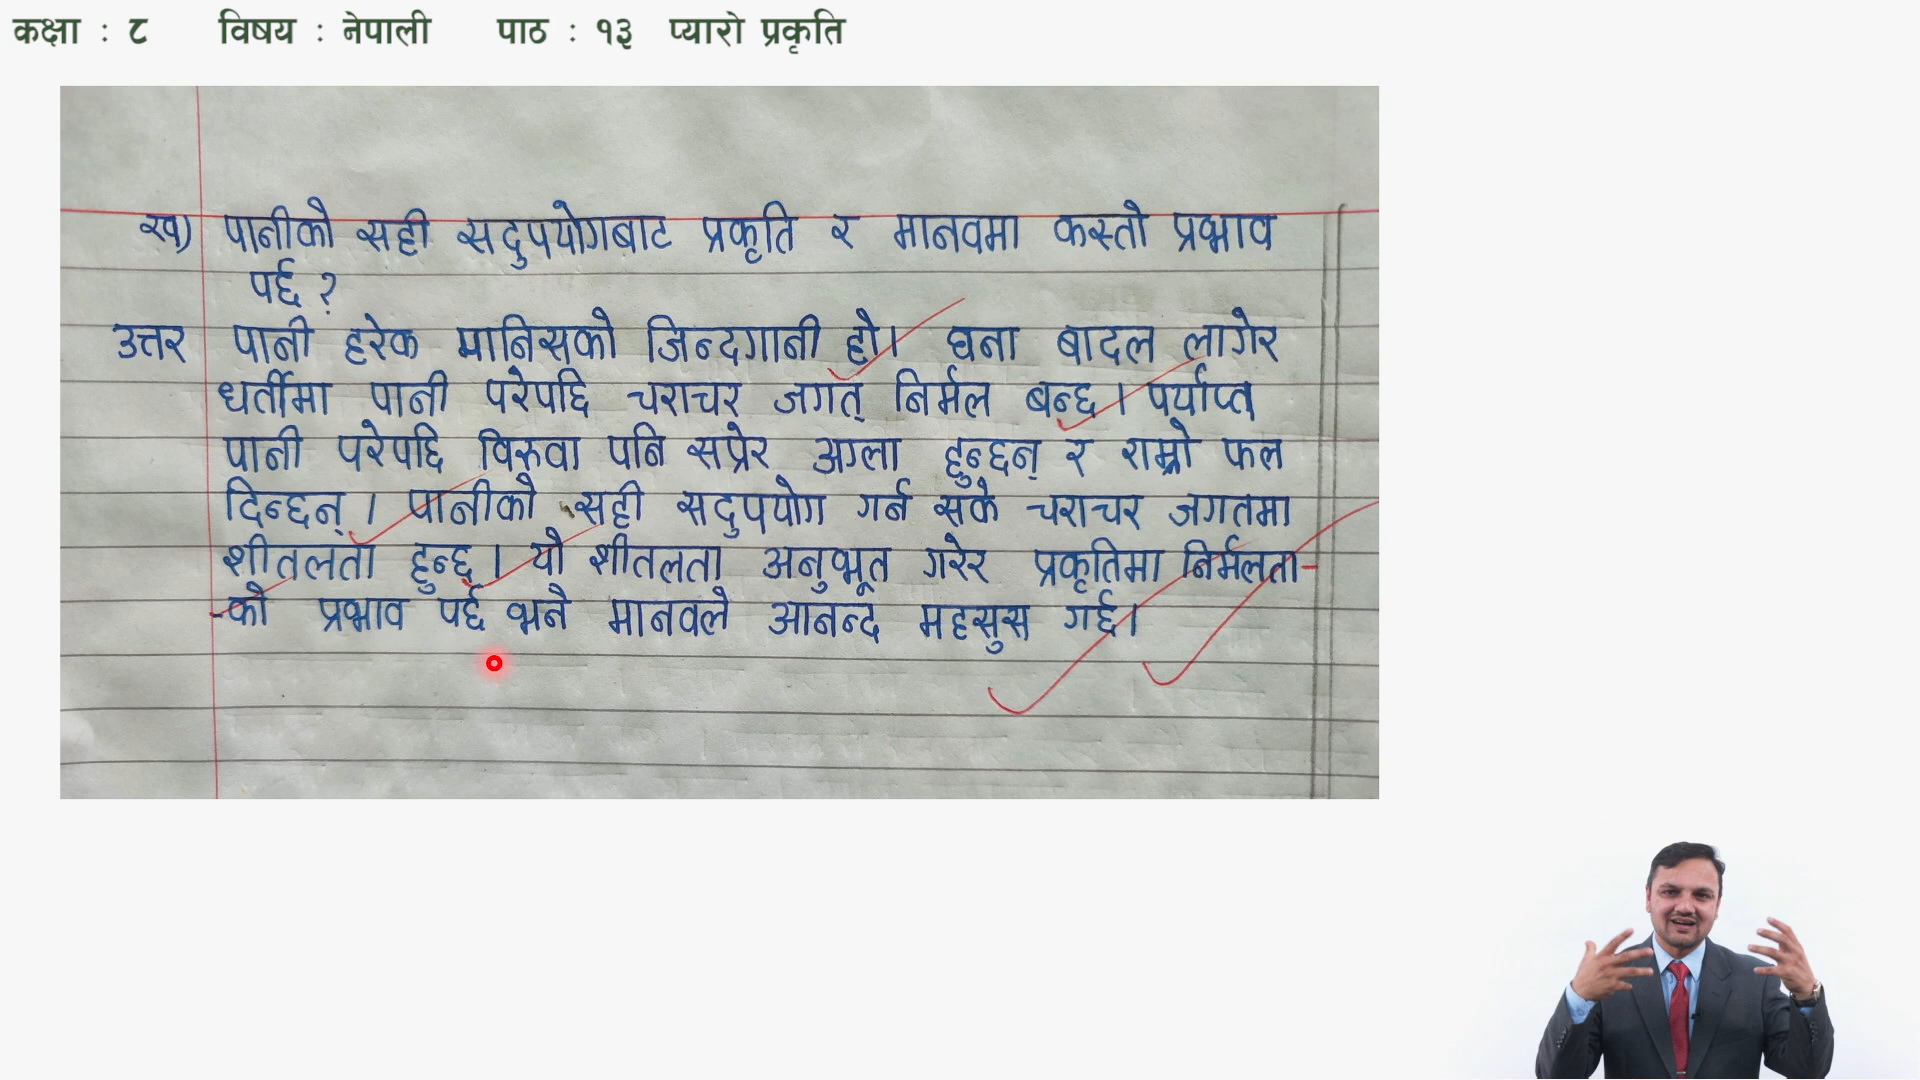 कक्षा : ८ विषय : नेपाली पाठ : १३ प्यारो प्रकृति
ख) पानीको सही सदुपयोगबाट प्रकृति र मानवमा कस्तो प्रभाव
पर्छ ?
उत्तर पानी हरेक मानिसको जिन्दगानी हो। घना बादल लागेर
धर्तीमा पानी परेपछि चराचर जगत् निर्मल बन्छ । पर्याप्त
पानी परेपछि विरुवा पनि सप्रेर अग्ला हुन्छन् र राम्रो फल
दिन्छन् । पानीको सही सदुपयोग गर्न सके चराचर जगतमा
शीतलता हुन्छ । यो शीतलता अनुभूत गरेर प्रकृतिमा निर्मलता-
-को प्रभाव पर्छ भने मानवले आनन्द महसुस गर्छ।